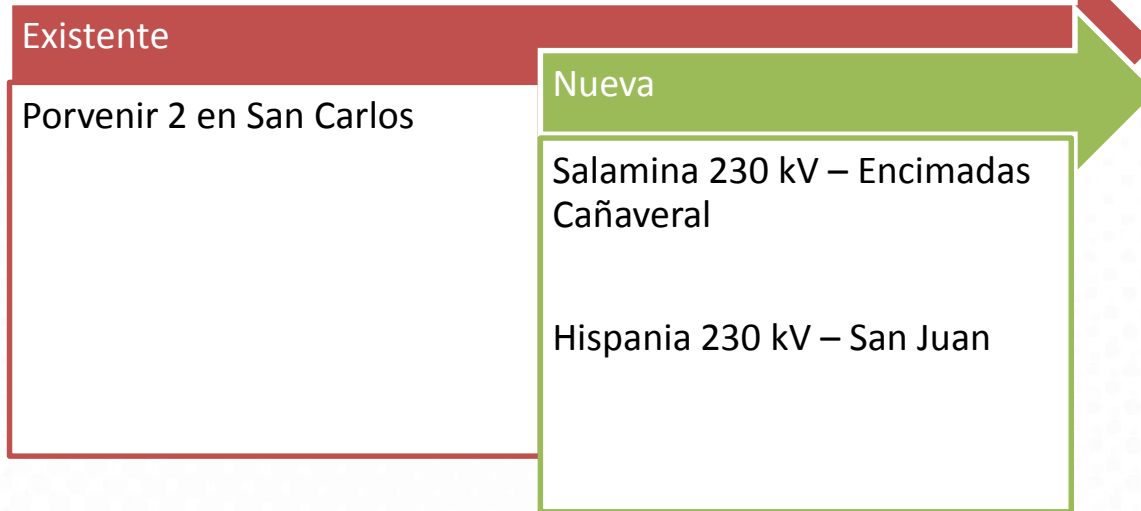 Existente
Porvenir 2 en San Carlos
Nueva
Salamina 230 kV – Encimadas
Cañaveral
Hispania 230 kV – San Juan